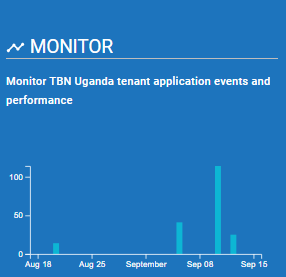 MONITOR
Monitor TBN Uganda tenant application events and
performance
100
50
0
Aug 18 Aug 25 September Sep 08 Sep 15